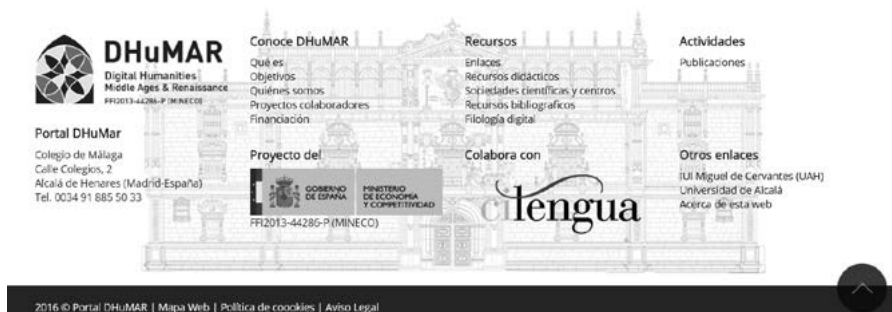 DHuMAR
Digital Humanities
Middle Ages & Renaissance
FFI2013-44286-P (MINECO)
Portal DHuMar
Colegio de Málaga
Calle Colegios, 2
Alcalá de Henares (Madrid-España)
Tel. 0034 91 885 50 33
Conoce DHuMAR
Qué es
Objetivos
Quiénes somos
Proyectos colaboradores
Financiación
Proyecto del
GOBIERNO
DE ESPAÑA
MINISTERIO
DE ECONOMÍA
Y COMPETITIVIDAD
FFI2013-44286-P (MINECO)
Recursos
Enlaces
Recursos didácticos
Sociedades científicas y centros
Recursos bibliograficos
Filología digital
Colabora con
cilengua
Actividades
Publicaciones
Otros enlaces
IUI Miguel de Cervantes (UAH)
Universidad de Alcalá
Acerca de esta web
2016 © Portal DHuMAR | Mapa Web | Política de coookies | Aviso Legal